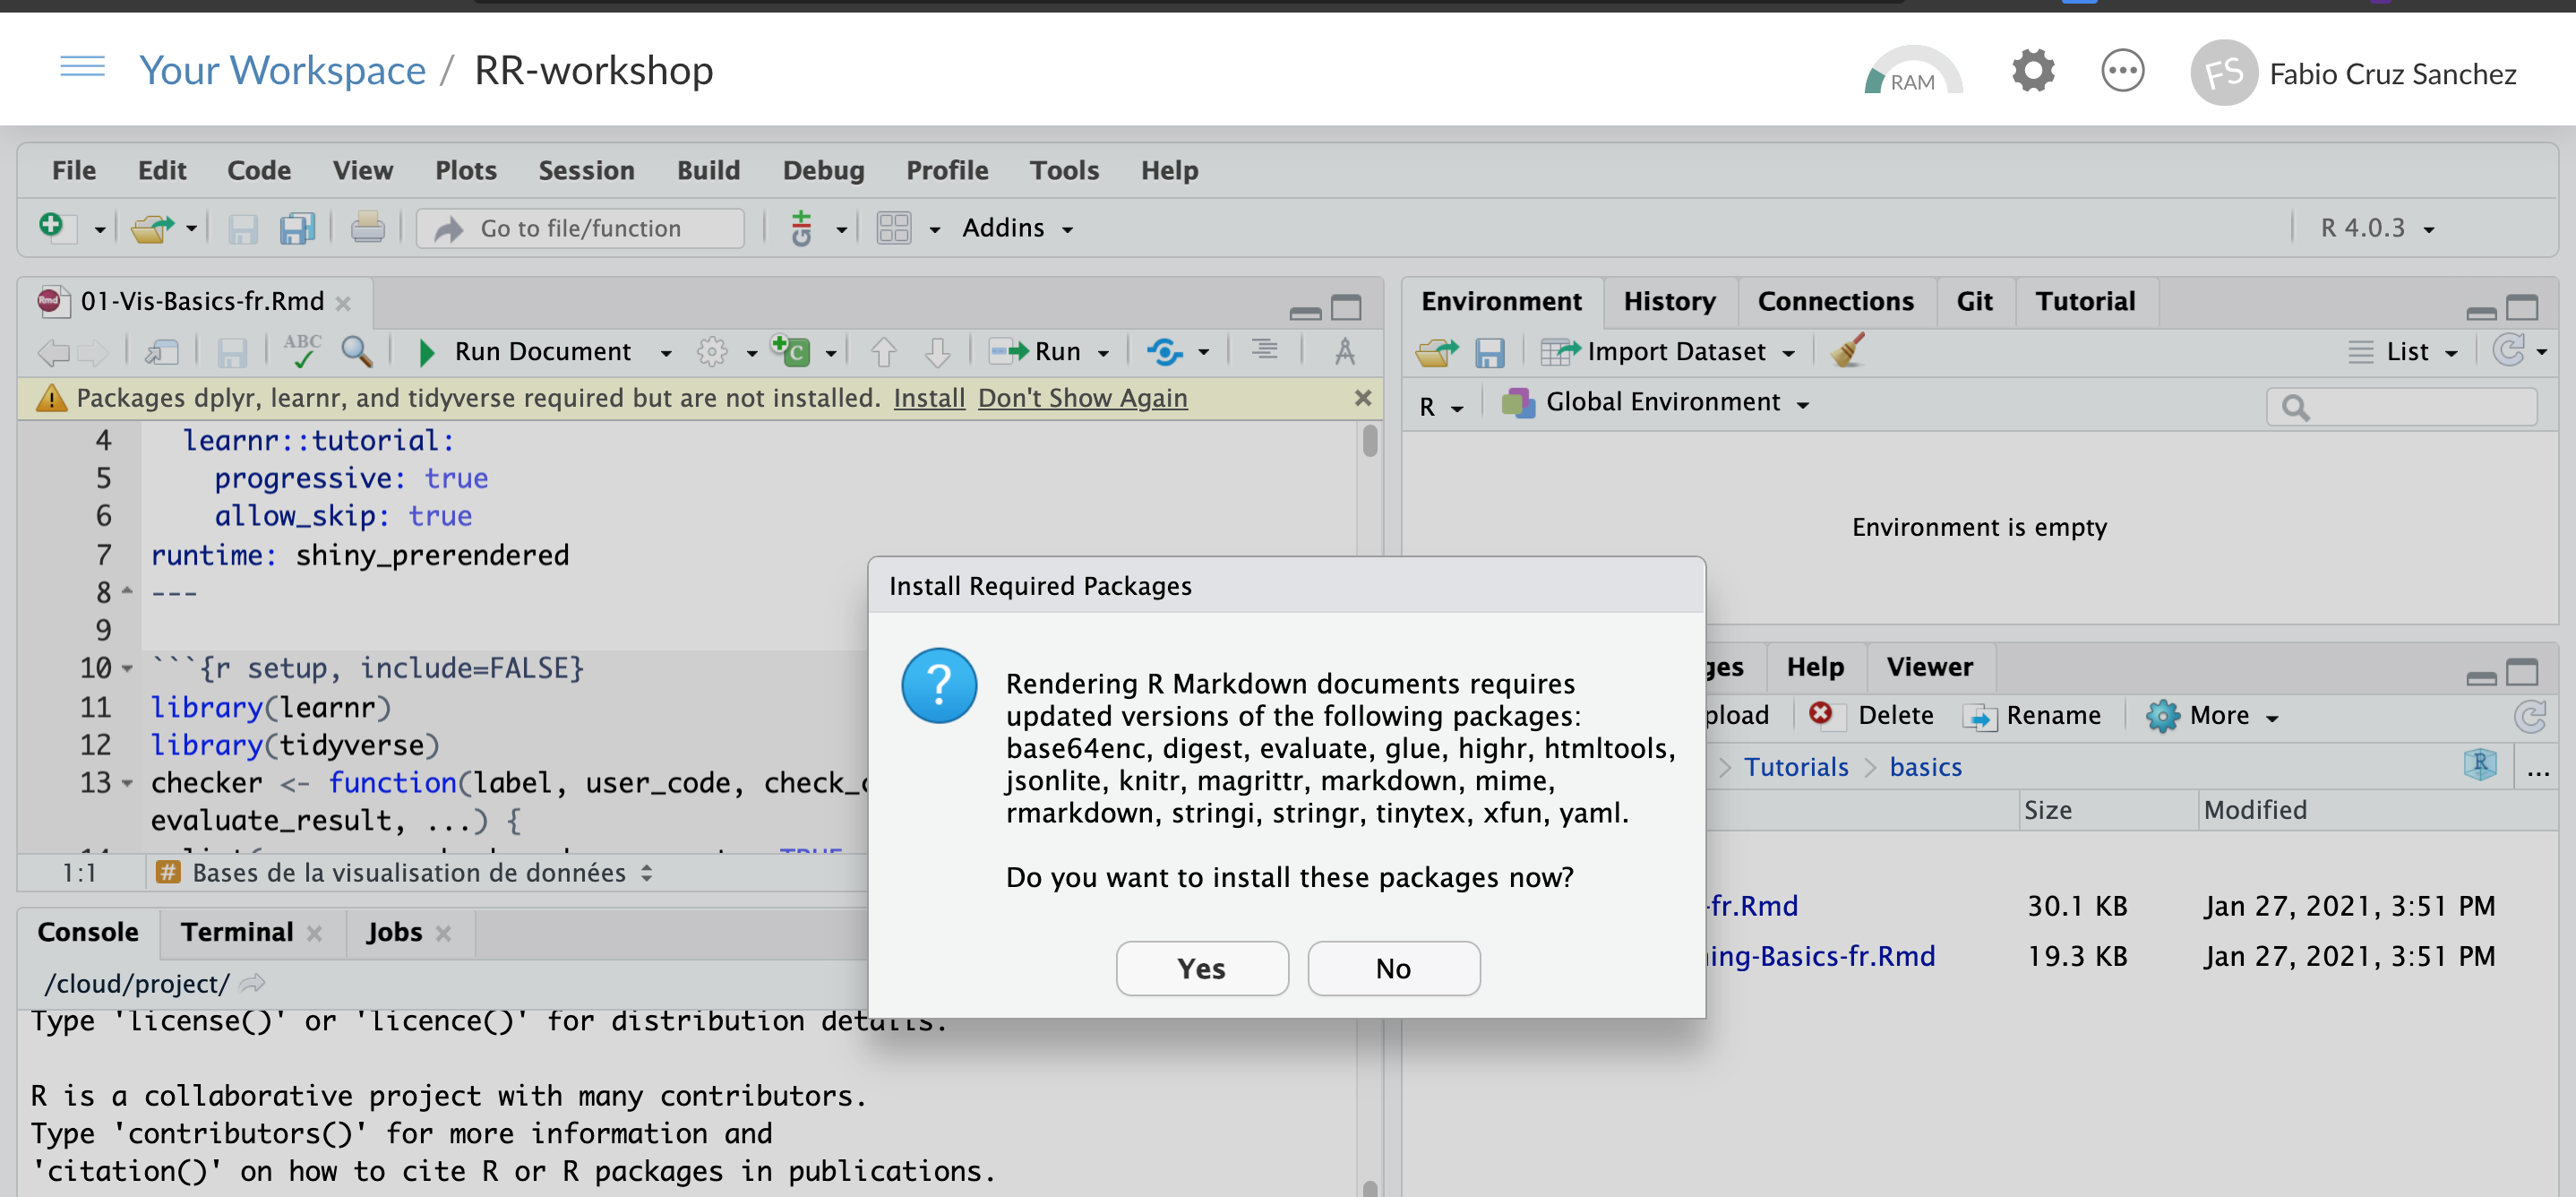 Your Workspace / RR-workshop
RAM
FS Fabio Cruz Sanchez
File Edit Code View Plots Session Build Debug Profile Tools Help
Go to file/function
Git
Addins
R 4.0.3
01-Vis-Basics-fr.Rmd
ABC
Run Document
Run
Packages dplyr, learnr, and tidyverse required but are not installed. Install Don't Show Again
4 learnr::tutorial:
5 progressive: true
6 allow_skip: true
7 runtime: shiny_prerendered
8 ---
9
10 ```{r setup, include=FALSE}
11 library(learnr)
12 library(tidyverse)
13 checker <- function(label, user_code,
evaluate_result, ...) {
1:1 # Bases de la visualisation de données
Console Terminal Jobs
/cloud/project/
Type 'license()' or 'licence()' for distribution details.
R is a collaborative project with many contributors.
Type 'contributors()' for more information and
'citation()' on how to cite R or R packages in publications.
Environment History Connections Git Tutorial
Import Dataset
List
R Global Environment
Environment is empty
Install Required Packages
Rendering R Markdown documents requires
updated versions of the following packages:
base64enc, digest, evaluate, glue, highr, htmltools,
jsonlite, knitr, magrittr, markdown, mime,
rmarkdown, stringi, stringr, tinytex, xfun, yaml.
Do you want to install these packages now?
Yes No
Help Viewer
Delete Rename More
Tutorials > basics
R ...
Size Modified
-fr.Rmd 30.1 KB Jan 27, 2021, 3:51 PM
ing-Basics-fr.Rmd 19.3 KB Jan 27, 2021, 3:51 PM